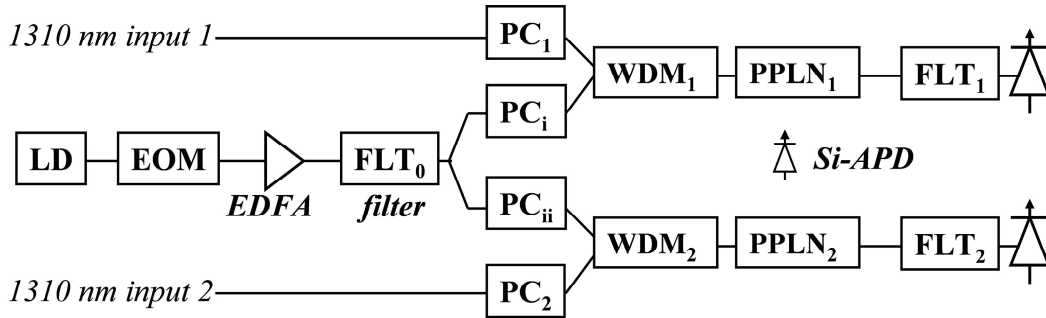 1310 nm input 1
PC1
WDM1
PPLN1
FLT1
PCi
LD
EOM
EDFA
FLT0
filter
Si-APD
PCii
WDM2
PPLN2
FLT2
1310 nm input 2
PC2